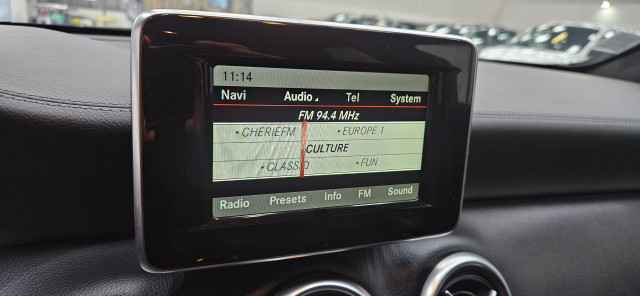 11:14
Navi Audio Tel System
FM 94.4 MHz
• CHERIEFM • EUROPE 1
CULTURE
• CLASSIQ • FUN
Radio Presets Info FM Sound